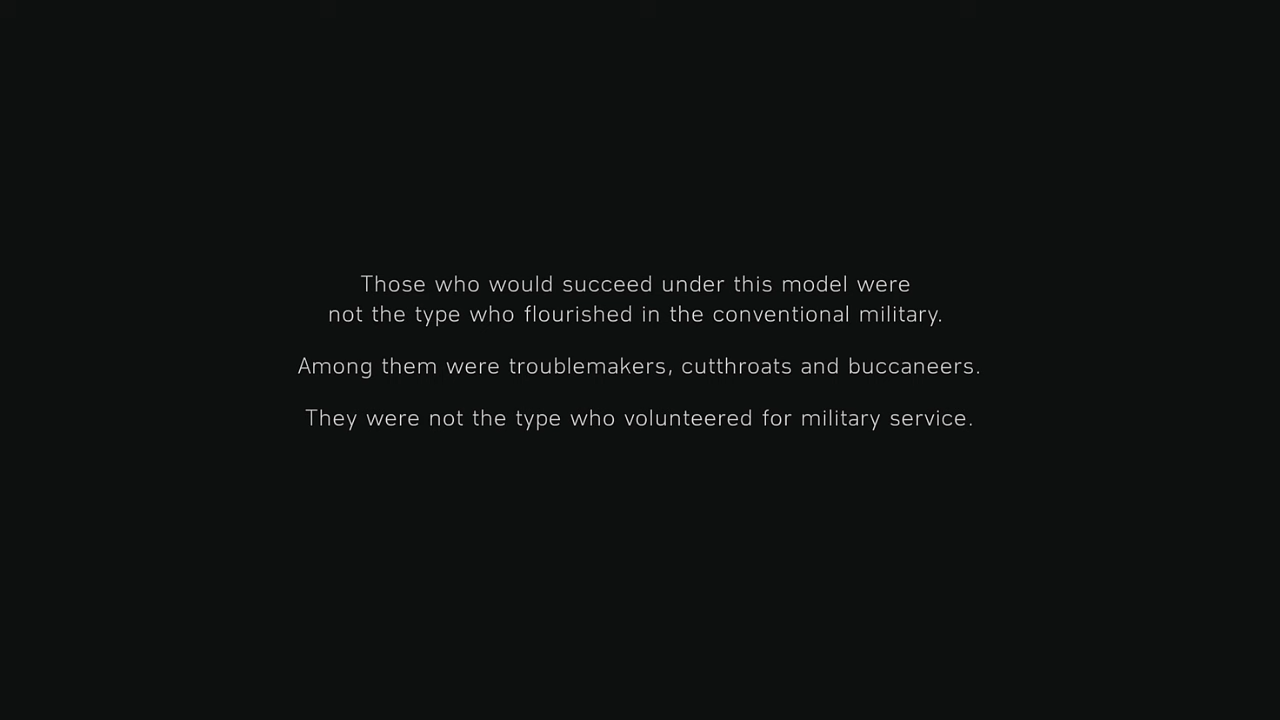 Those who would succeed under this model were
not the type who flourished in the conventional military.
Among them were troublemakers, cutthroats and buccaneers.
They were not the type who volunteered for military service.